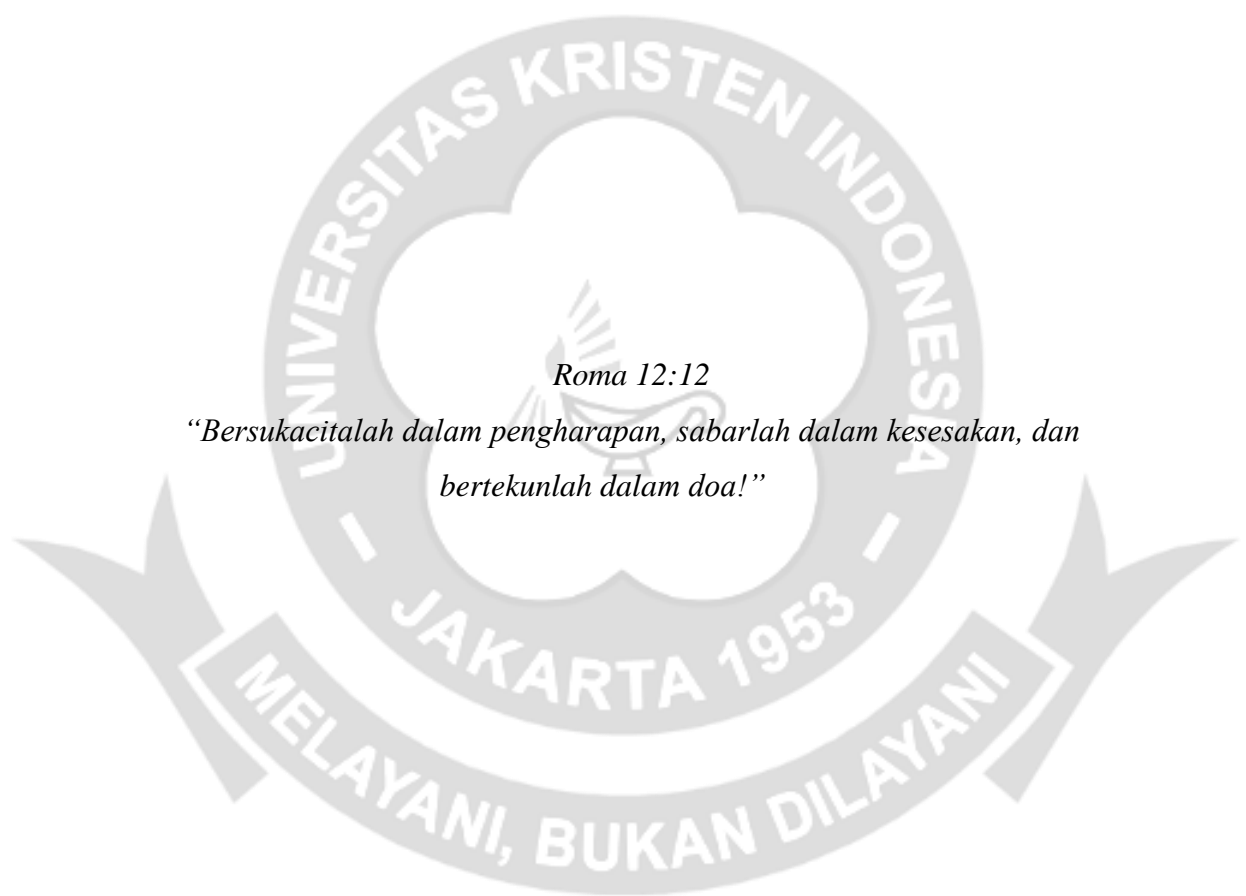 UNIVERSITAS KRISTEN INDONESIA
Roma 12:12
“Bersukacitalah dalam pengharapan, sabarlah dalam kesesakan, dan
bertekunlah dalam doa!”
- JAKARTA 1953 -
MELAYANI, BUKAN DILAYANI